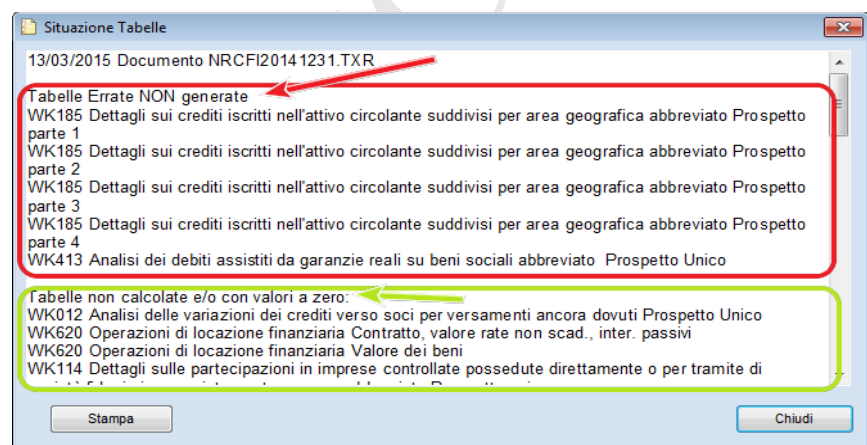 Situazione Tabelle
13/03/2015 Documento NRCFI20141231.TXR
Tabelle Errate NON generate
WK185 Dettagli sui crediti iscritti nell'attivo circolante suddivisi per area geografica abbreviato Prospetto
parte 1
WK185 Dettagli sui crediti iscritti nell'attivo circolante suddivisi per area geografica abbreviato Prospetto
parte 2
WK185 Dettagli sui crediti iscritti nell'attivo circolante suddivisi per area geografica abbreviato Prospetto
parte 3
WK185 Dettagli sui crediti iscritti nell'attivo circolante suddivisi per area geografica abbreviato Prospetto
parte 4
WK413 Analisi dei debiti assistiti da garanzie reali su beni sociali abbreviato Prospetto Unico
Tabelle non calcolate e/o con valori a zero:
WK012 Analisi delle variazioni dei crediti verso soci per versamenti ancora dovuti Prospetto Unico
WK620 Operazioni di locazione finanziaria Contratto, valore rate non scad., inter. passivi
WK620 Operazioni di locazione finanziaria Valore dei beni
WK114 Dettagli sulle partecipazioni in imprese controllate possedute direttamente o per tramite di
Stampa
Chiudi